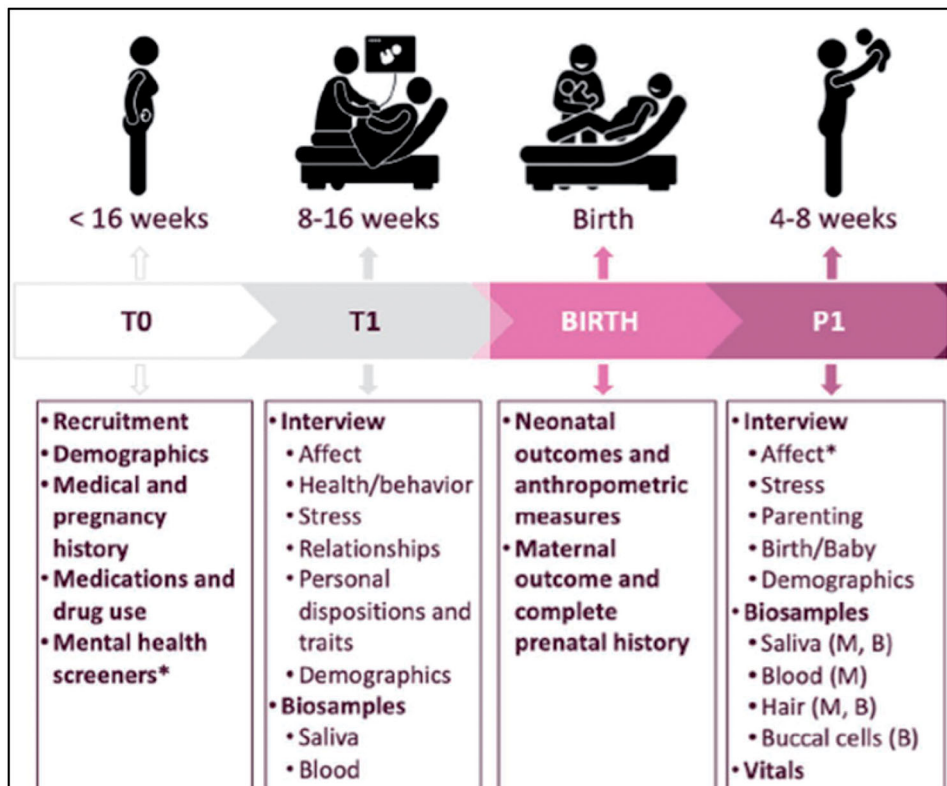 < 16 weeks
8-16 weeks
Birth
4-8 weeks
T0
T1
BIRTH
P1
• Recruitment
• Demographics
• Medical and
pregnancy
history
• Medications and
drug use
• Mental health
screeners*
• Interview
• Affect
• Health/behavior
• Stress
• Relationships
• Personal
dispositions and
traits
• Demographics
• Biosamples
• Saliva
• Blood
• Neonatal
outcomes and
anthropometric
measures
• Maternal
outcome and
complete
prenatal history
• Interview
• Affect*
• Stress
• Parenting
• Birth/Baby
• Demographics
• Biosamples
• Saliva (M, B)
• Blood (M)
• Hair (M, B)
• Buccal cells (B)
• Vitals